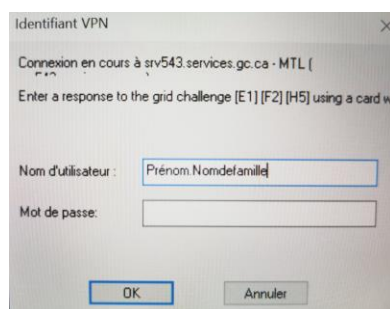 Identifiant VPN
Connexion en cours à srv543.services.gc.ca - MTL (
Enter a response to the grid challenge [E1] [F2] [H5] using a card w
Nom d'utilisateur :
Prénom.Nomdefamille
Mot de passe:
OK
Annuler